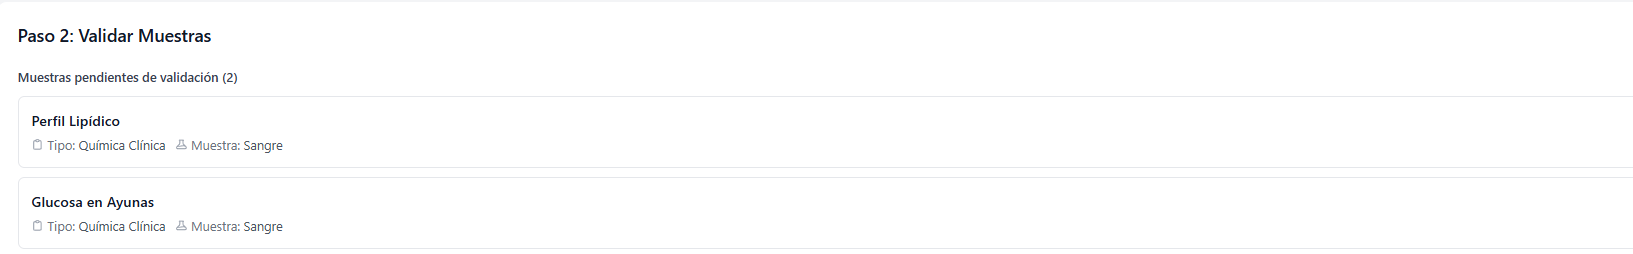 Paso 2: Validar Muestras
Muestras pendientes de validación (2)
Perfil Lipídico
Tipo: Química Clínica Muestra: Sangre
Glucosa en Ayunas
Tipo: Química Clínica Muestra: Sangre